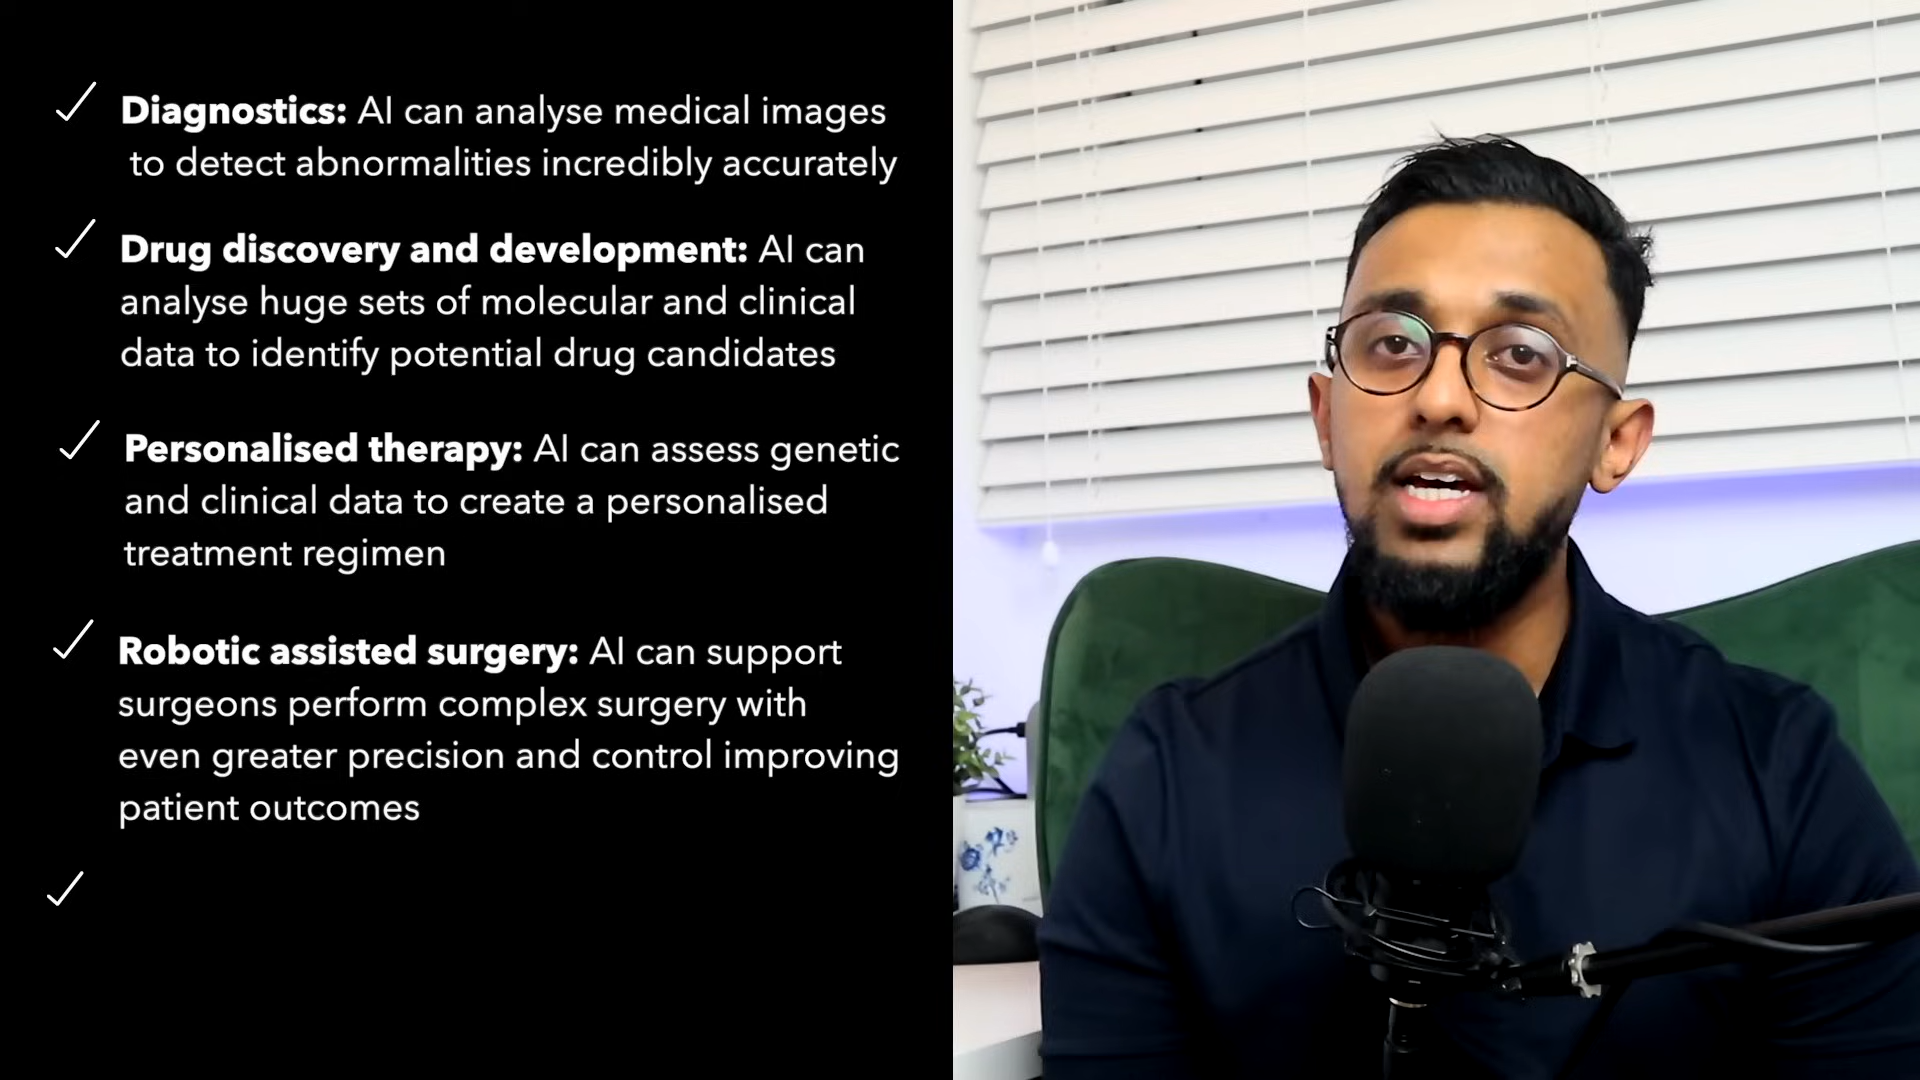 Diagnostics: AI can analyse medical images
to detect abnormalities incredibly accurately
Drug discovery and development: AI can
analyse huge sets of molecular and clinical
data to identify potential drug candidates
Personalised therapy: AI can assess genetic
and clinical data to create a personalised
treatment regimen
Robotic assisted surgery: AI can support
surgeons perform complex surgery with
even greater precision and control improving
patient outcomes